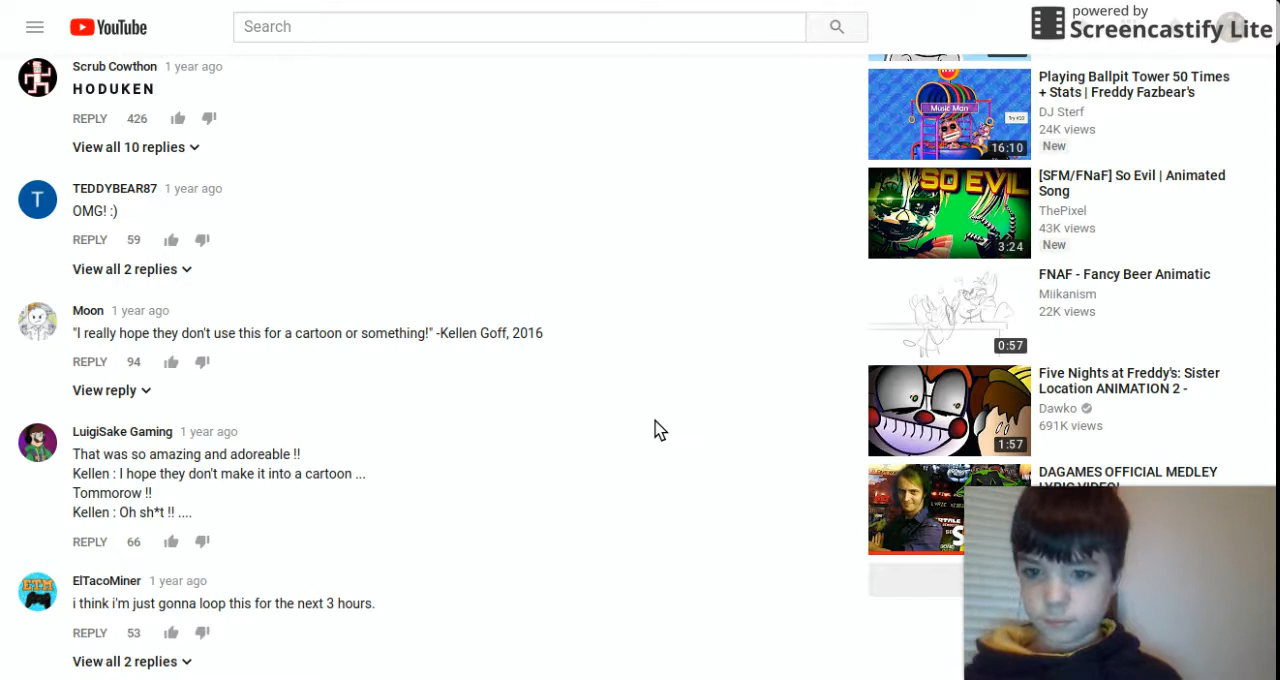 YouTube
Search
powered by
Screencastify Lite
Scrub Cowthon 1 year ago
H O D U K E N
REPLY 426
View all 10 replies
T
TEDDYBEAR87 1 year ago
OMG! :)
REPLY 59
View all 2 replies
Moon 1 year ago
"I really hope they don't use this for a cartoon or something!" -Kellen Goff, 2016
REPLY 94
View reply
LuigiSake Gaming 1 year ago
That was so amazing and adoreable !!
Kellen : I hope they don't make it into a cartoon ...
Tommorow !!
Kellen : Oh sh*t !! ....
REPLY 66
ETM
ElTacoMiner 1 year ago
i think i'm just gonna loop this for the next 3 hours.
REPLY 53
View all 2 replies
Music Man
16:10
Playing Ballpit Tower 50 Times
+ Stats | Freddy Fazbear's
DJ Sterf
24K views
New
SO EVIL
3:24
[SFM/FNaF] So Evil | Animated
Song
ThePixel
43K views
New
0:57
FNAF - Fancy Beer Animatic
Miikanism
22K views
1:57
Five Nights at Freddy's: Sister
Location ANIMATION 2 -
Dawko
691K views
DAGAMES OFFICIAL MEDLEY
LYRIC VIDEO!